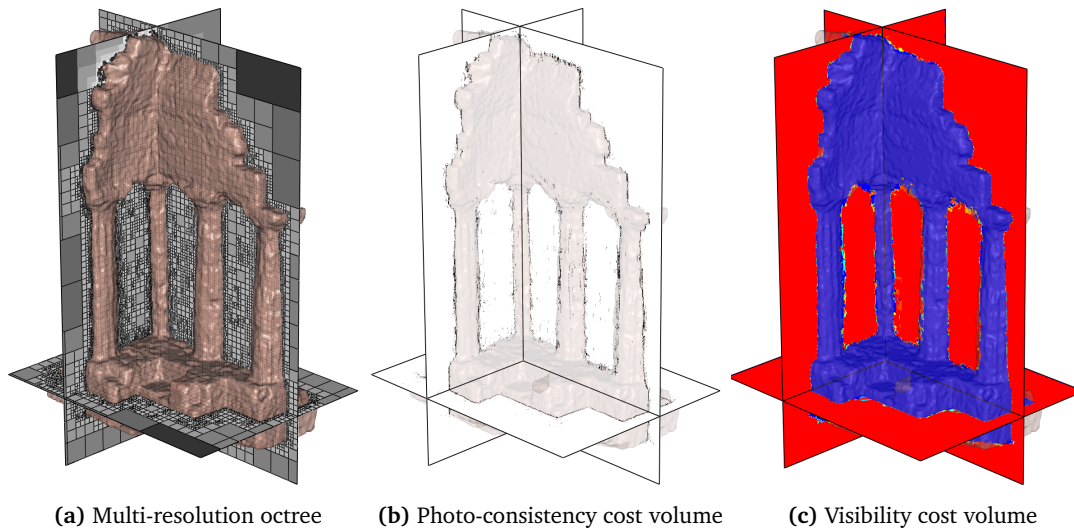 (a) Multi-resolution octree
(b) Photo-consistency cost volume
(c) Visibility cost volume